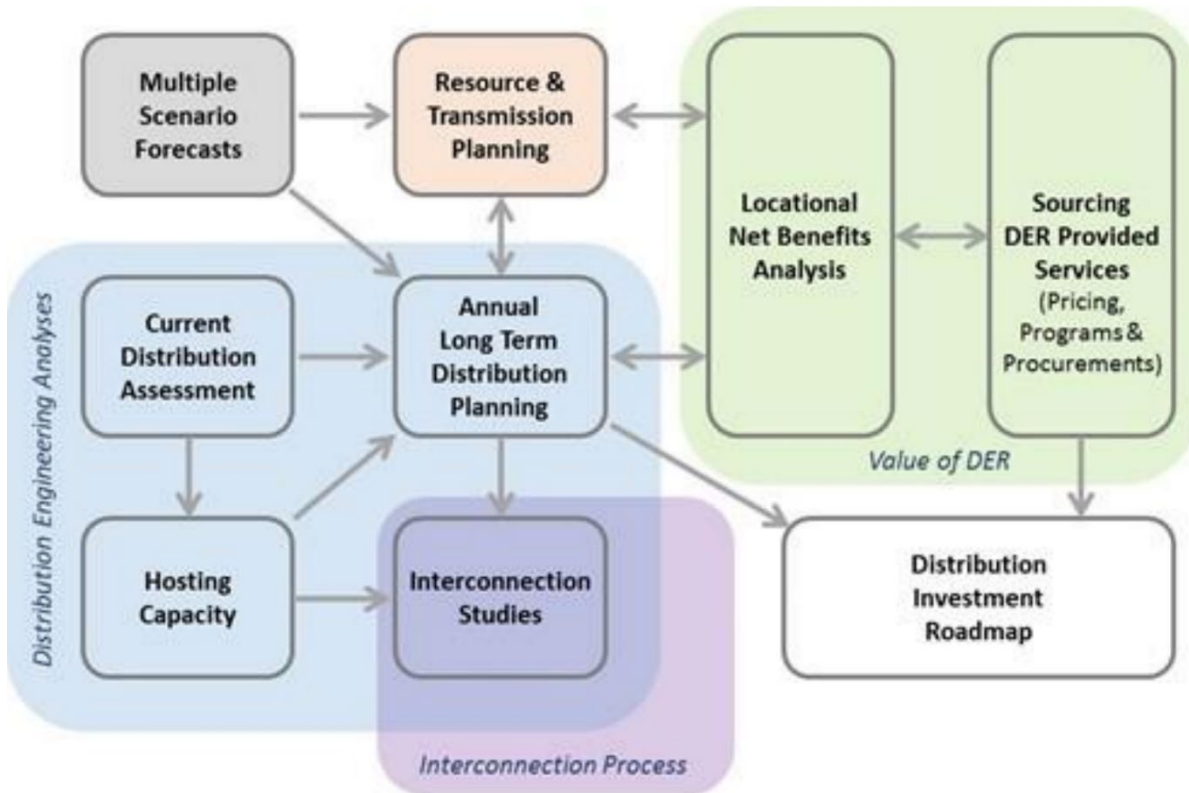 Multiple
Scenario
Forecasts
Resource &
Transmission
Planning
Locational
Net Benefits
Analysis
Sourcing
DER Provided
Services
(Pricing,
Programs &
Procurements)
Value of DER
Distribution Engineering Analyses
Current
Distribution
Assessment
Annual
Long Term
Distribution
Planning
Hosting
Capacity
Interconnection
Studies
Distribution
Investment
Roadmap
Interconnection Process